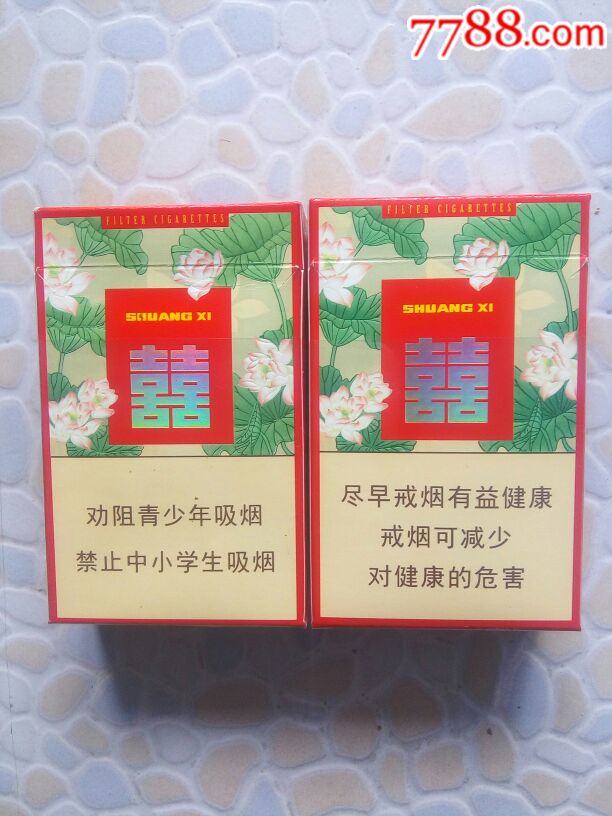 7788.com
FILTER CIGARETTES
SHUANG XI
囍
劝阻青少年吸烟
禁止中小学生吸烟
FILTER CIGARETTES
SHUANG XI
囍
尽早戒烟有益健康
戒烟可减少
对健康的危害